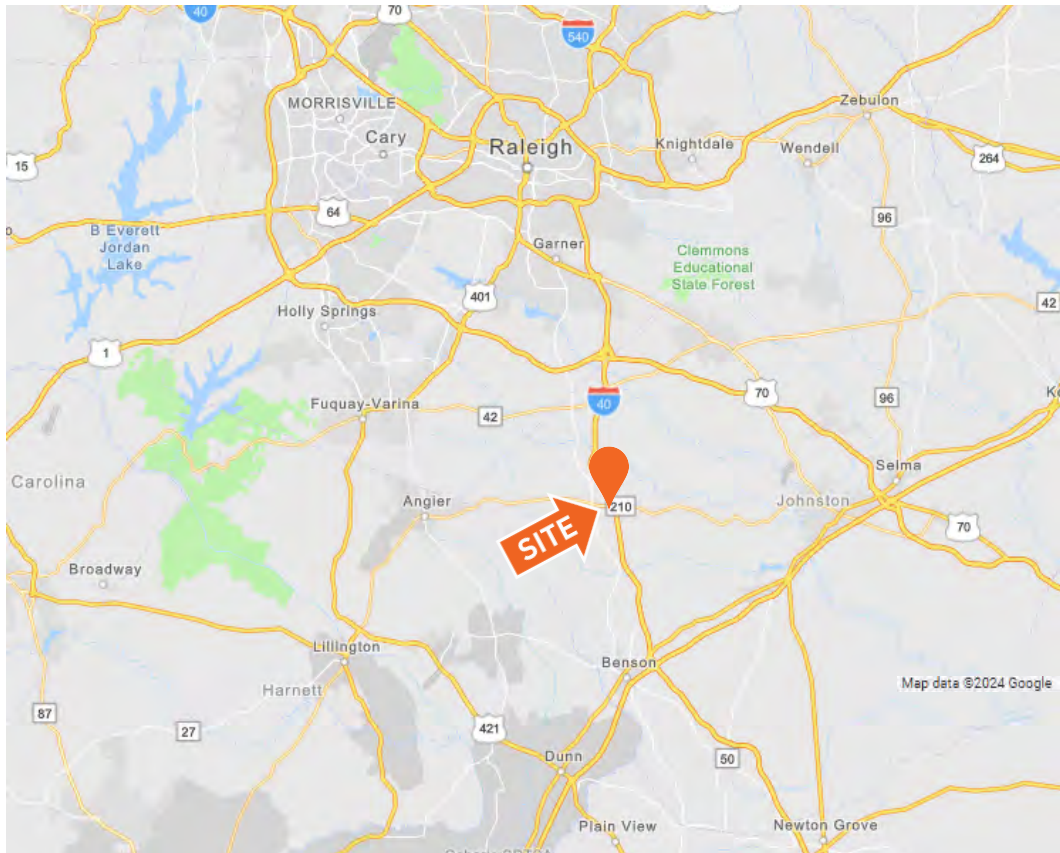 40
70
540
MORRISVILLE
Zebulon
Cary
Raleigh
Knightdale
Wendell
15
264
64
96
B Everett
Jordan
Lake
Garner
Clemmons
Educational
State Forest
401
42
Holly Springs
1
70
40
96
Fuquay-Varina
42
Selma
Carolina
Angier
210
Johnston
SITE
70
Broadway
Lillington
Benson
Harnett
Map data ©2024 Google
87
27
421
50
Dunn
Plain View
Newton Grove